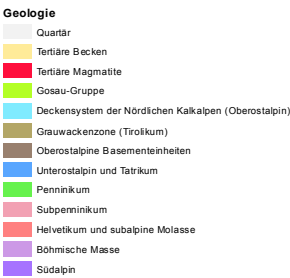 Geologie
Quartär
Tertiäre Becken
Tertiäre Magmatite
Gosau-Gruppe
Deckensystem der Nördlichen Kalkalpen (Oberostalpin)
Grauwackenzone (Tirolikum)
Oberostalpine Basementeinheiten
Unterostalpin und Tatrikum
Penninikum
Subpenninikum
Helvetikum und subalpine Molasse
Böhmische Masse
Südalpin